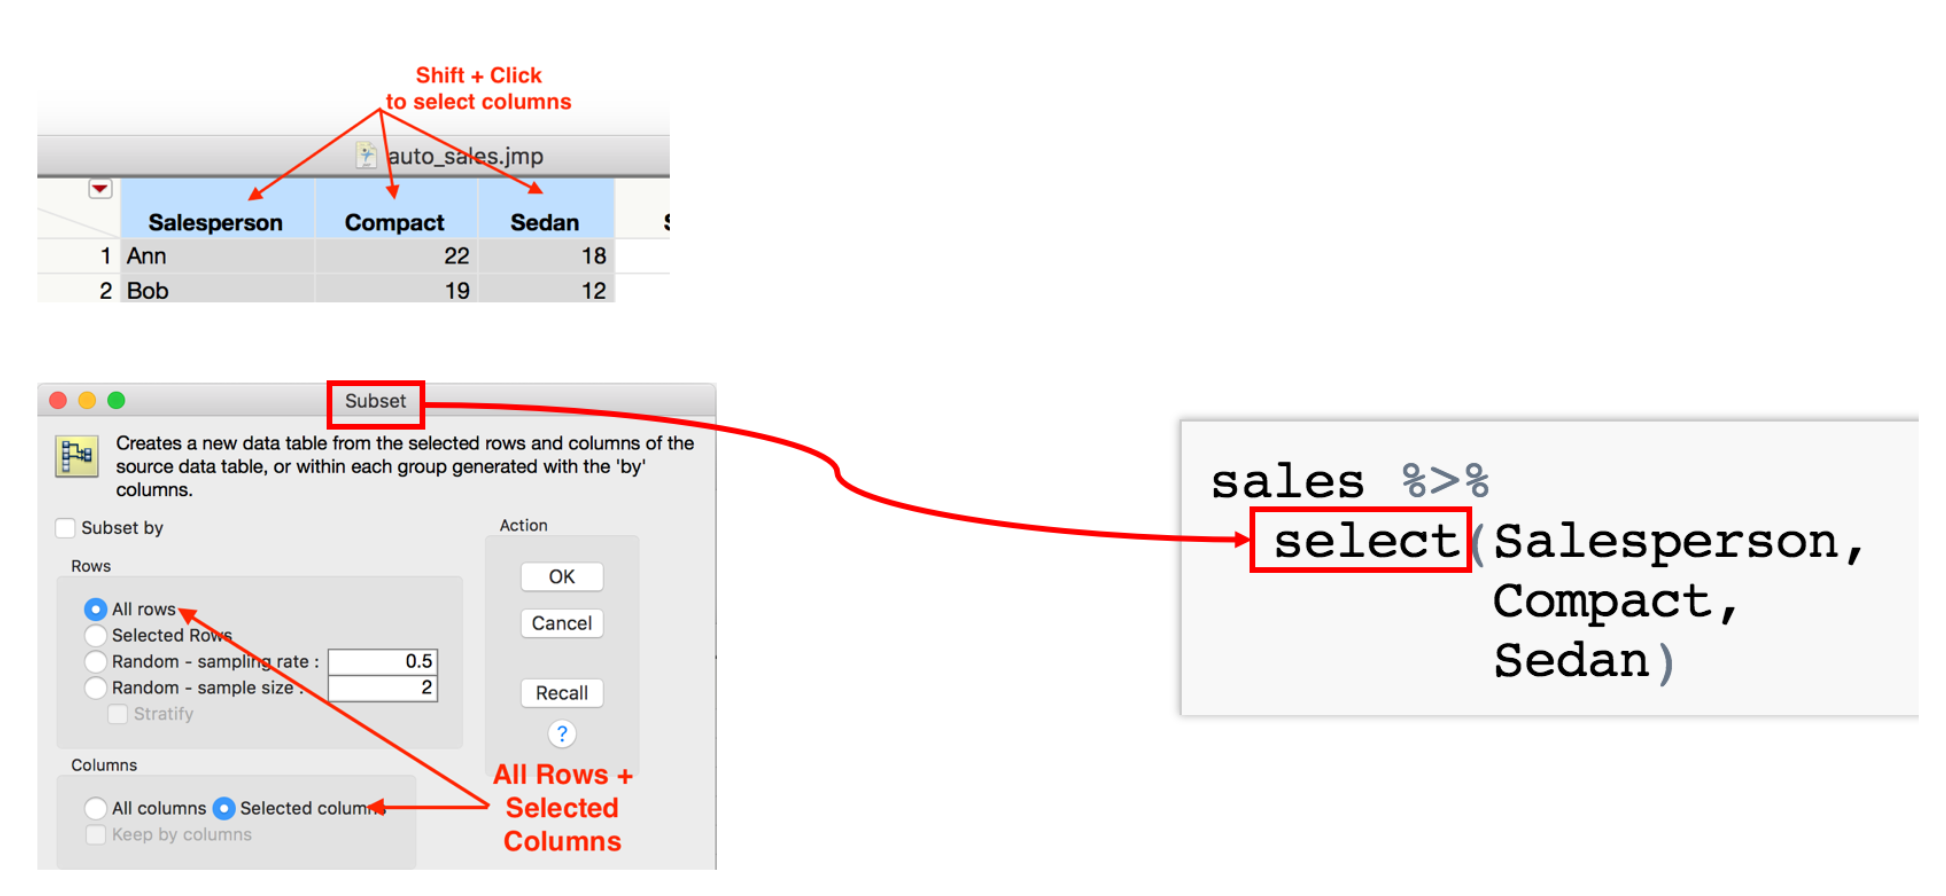 Shift + Click
to select columns
auto_sales.jmp
Salesperson Compact Sedan
1 Ann 22 18
2 Bob 19 12
Subset
Creates a new data table from the selected rows and columns of the
source data table, or within each group generated with the 'by'
columns.
Subset by
Rows
All rows
Selected Rows
Random - sampling rate : 0.5
Random - sample size : 2
Stratify
Columns
All columns Selected columns
Keep by columns
Action
OK
Cancel
Recall
?
All Rows +
Selected
Columns
sales %>%
select(Salesperson,
Compact,
Sedan)